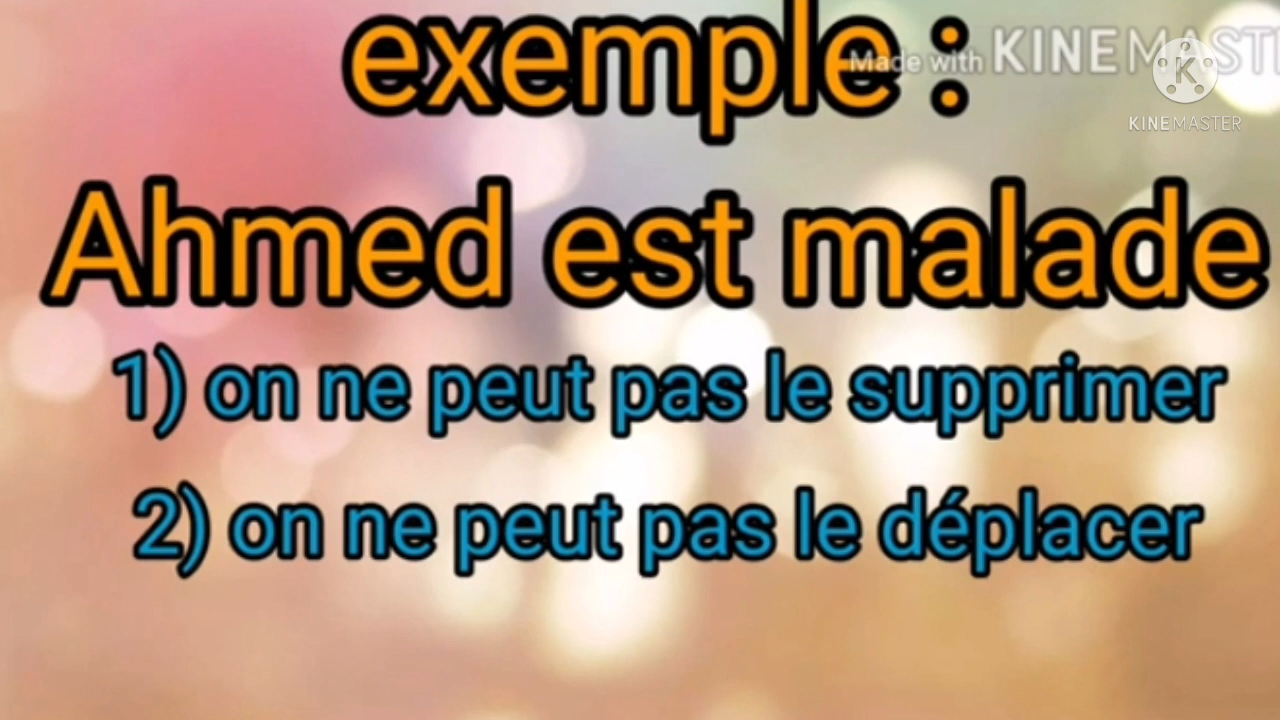 exemple :
Made with KINEMAST
KINEMASTER
Ahmed est malade
1) on ne peut pas le supprimer
2) on ne peut pas le déplacer